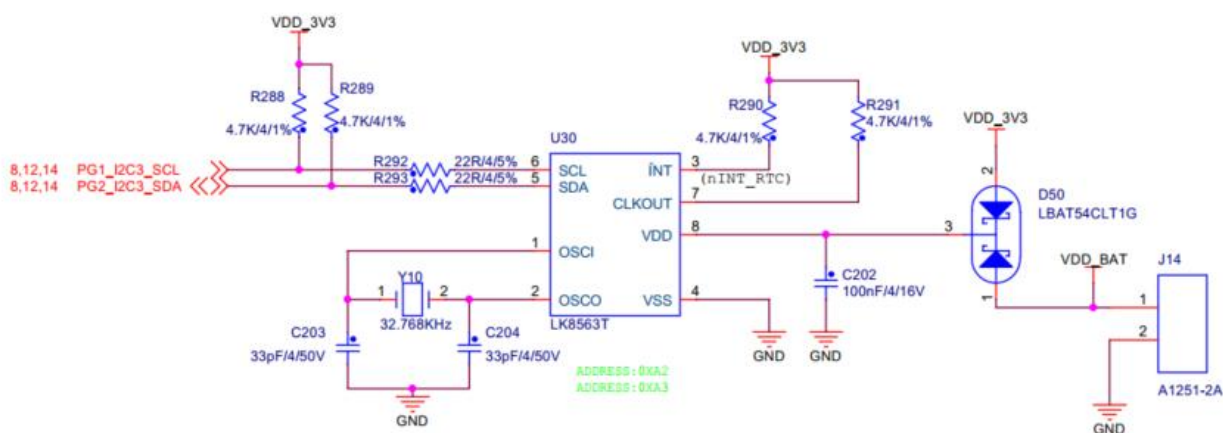 VDD_3V3
R288
4.7K/4/1%
R289
4.7K/4/1%
VDD_3V3
R290
4.7K/4/1%
R291
4.7K/4/1%
VDD_3V3
8,12,14 PG1_I2C3_SCL
8,12,14 PG2_I2C3_SDA
R292 22R/4/5%
R293 22R/4/5%
U30
6 SCL
5 SDA
1 OSCI
2 OSCO
INT 3
(nINT_RTC)
CLKOUT 7
VDD 8
VSS 4
LK8563T
Y10
1 2
32.768KHz
C203
33pF/4/50V
C204
33pF/4/50V
GND
ADDRESS:0XA2
ADDRESS:0XA3
GND
C202
100nF/4/16V
GND
2
3
1
D50
LBAT54CLT1G
VDD_BAT
J14
1
2
A1251-2A
GND